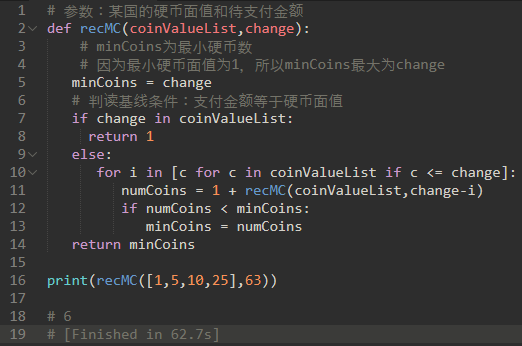 1 # 参数：某国的硬币面值和待支付金额
2 def recMC(coinValueList,change):
3 # minCoins为最小硬币数
4 # 因为最小硬币面值为1，所以minCoins最大为change
5 minCoins = change
6 # 判读基线条件：支付金额等于硬币面值
7 if change in coinValueList:
8 return 1
9 else:
10 for i in [c for c in coinValueList if c <= change]:
11 numCoins = 1 + recMC(coinValueList,change-i)
12 if numCoins < minCoins:
13 minCoins = numCoins
14 return minCoins
15
16 print(recMC([1,5,10,25],63))
17
18 # 6
19 # [Finished in 62.7s]